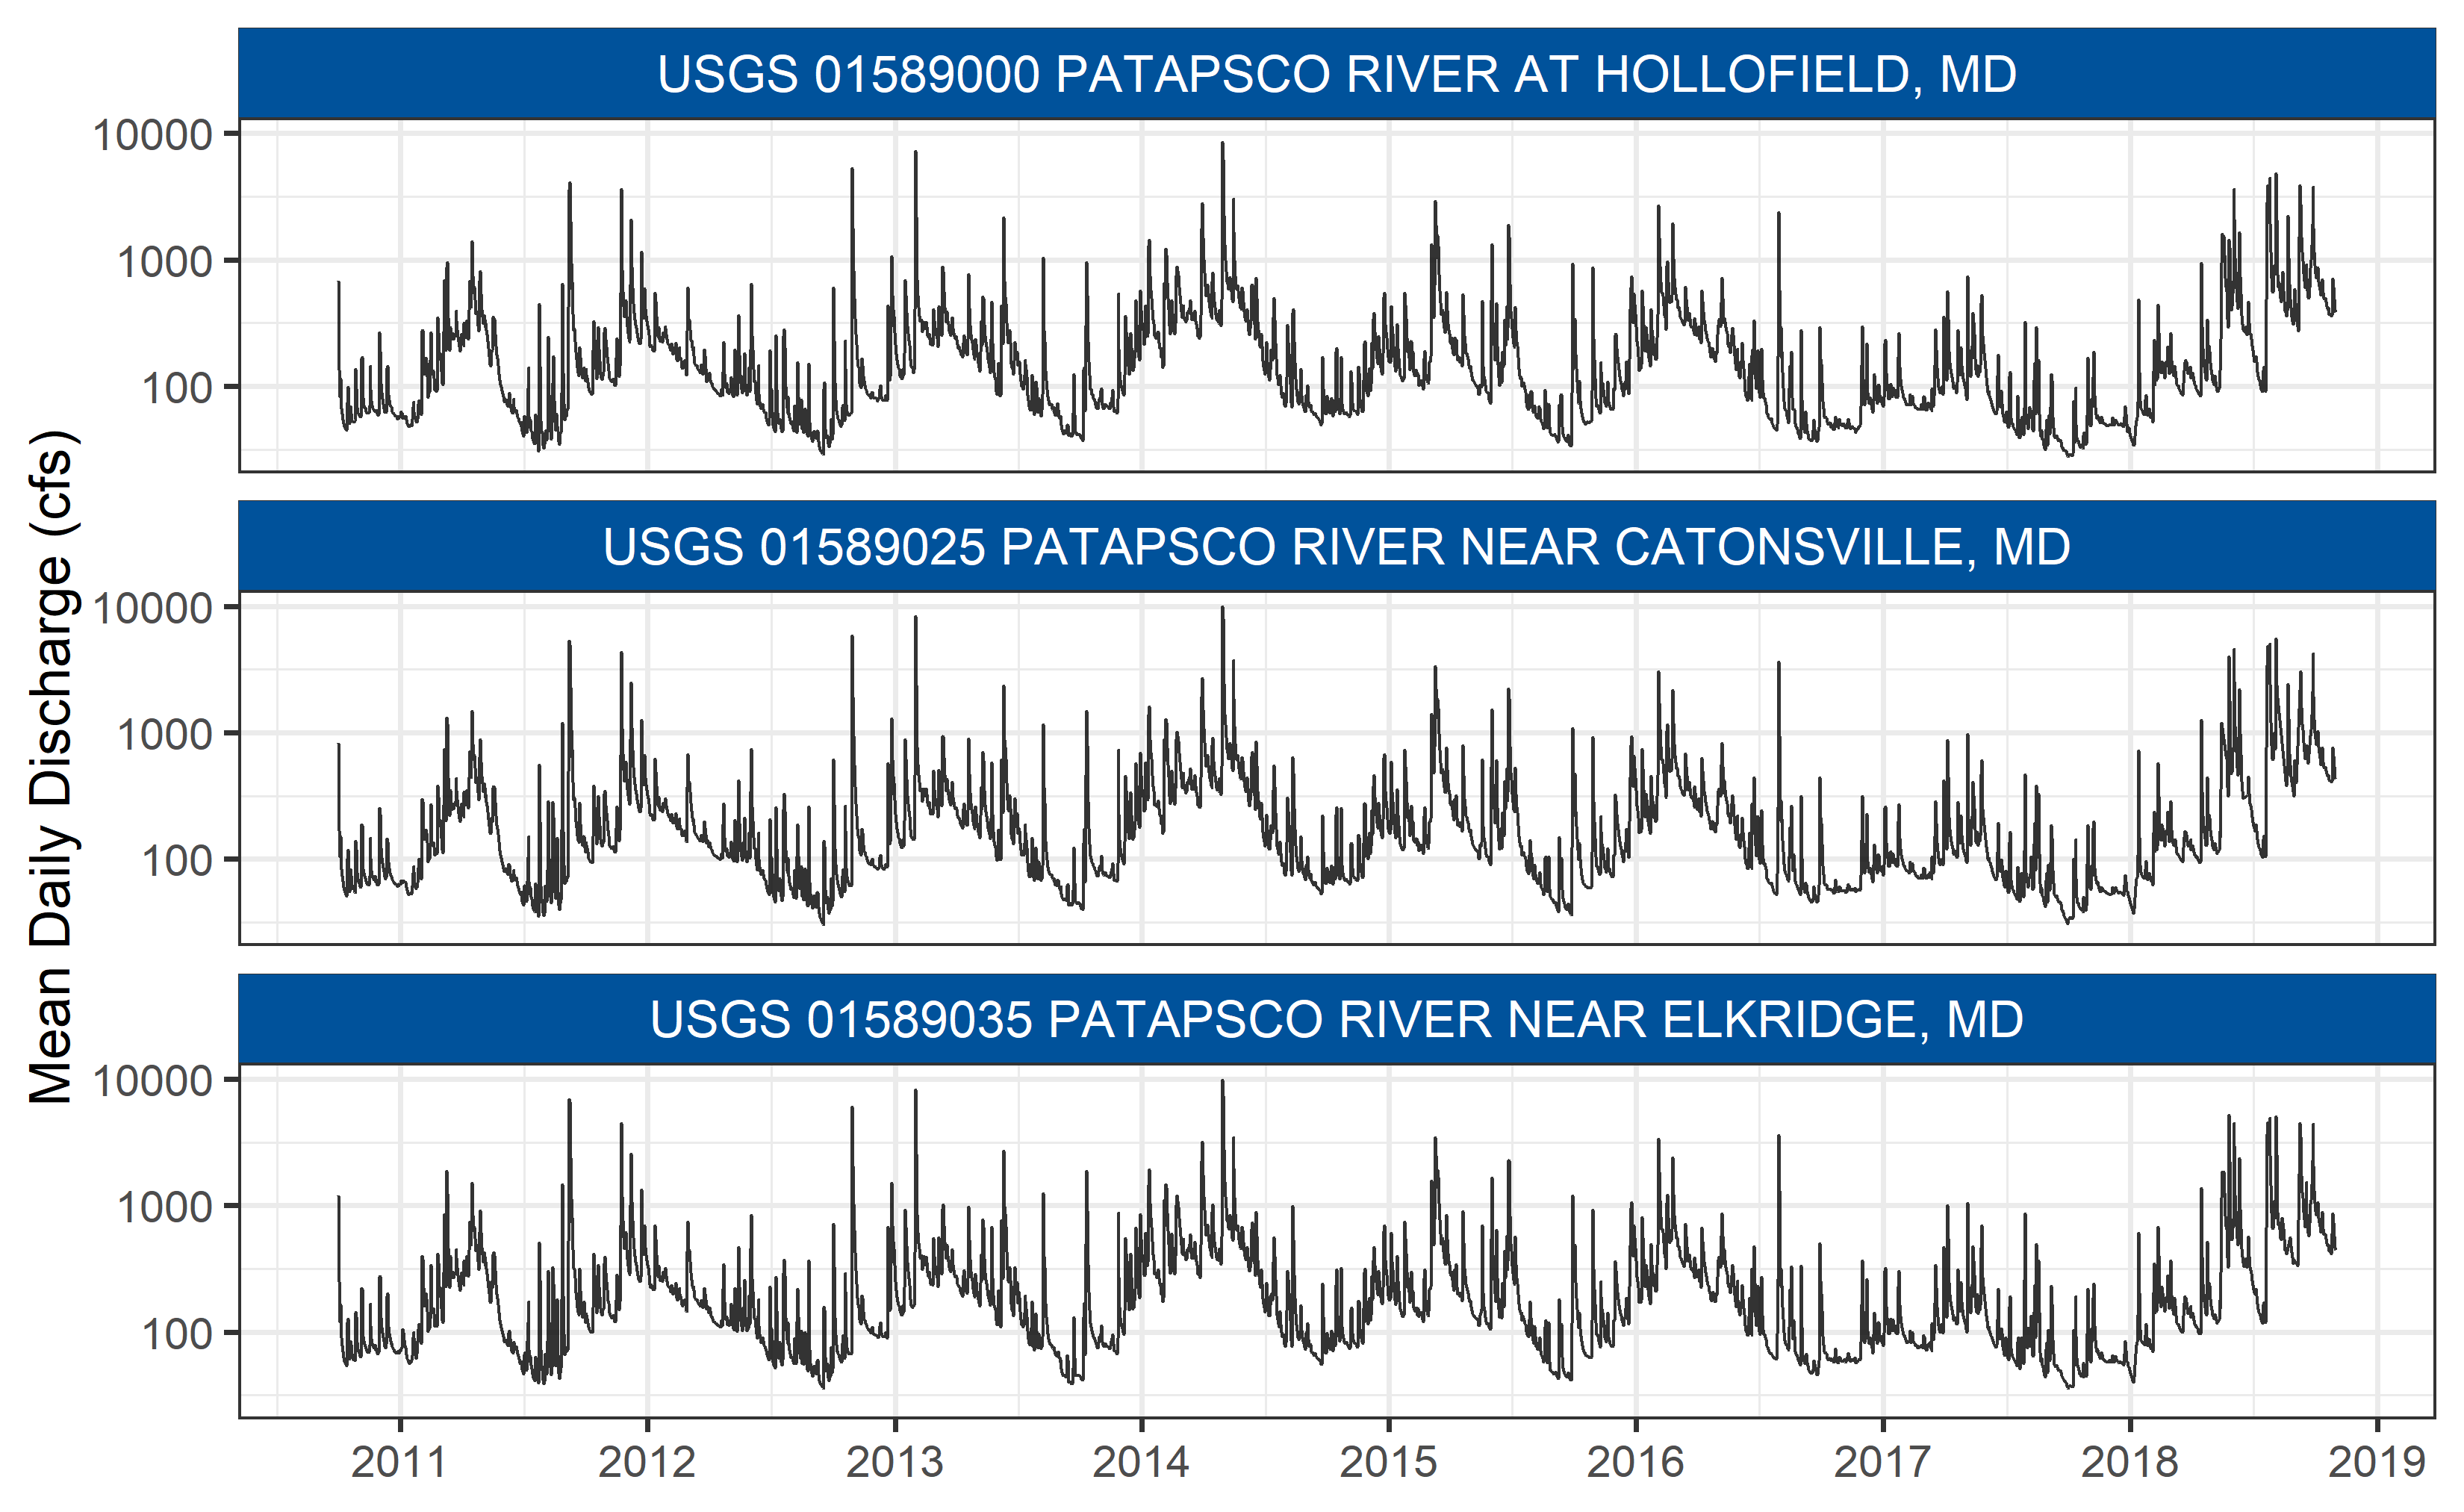 USGS 01589000 PATAPSCO RIVER AT HOLLOFIELD, MD
10000
1000
100
USGS 01589025 PATAPSCO RIVER NEAR CATONSVILLE, MD
10000
1000
100
USGS 01589035 PATAPSCO RIVER NEAR ELKRIDGE, MD
10000
1000
100
Mean Daily Discharge (cfs)
2011 2012 2013 2014 2015 2016 2017 2018 2019